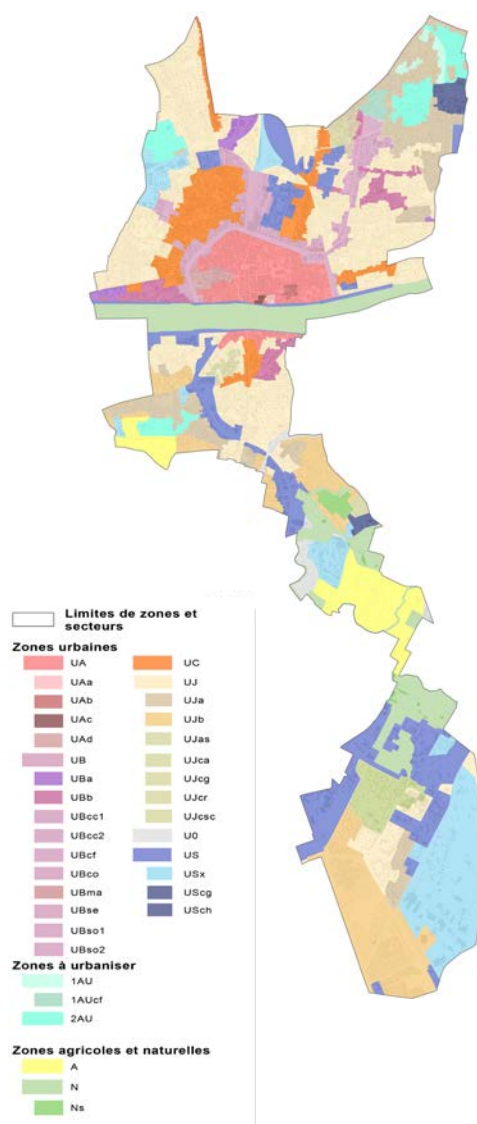 Limites de zones et
secteurs
Zones urbaines
UA
UAa
UAb
UAc
UAd
UB
UBa
UBb
UBcc1
UBcc2
UBcf
UBco
UBma
UBse
UBso1
UBso2
UC
UJ
UJa
UJb
UJas
UJca
UJcg
UJcr
UJcsc
U0
US
USx
UScg
USch
Zones à urbaniser
1AU
1AUcf
2AU
Zones agricoles et naturelles
A
N
Ns